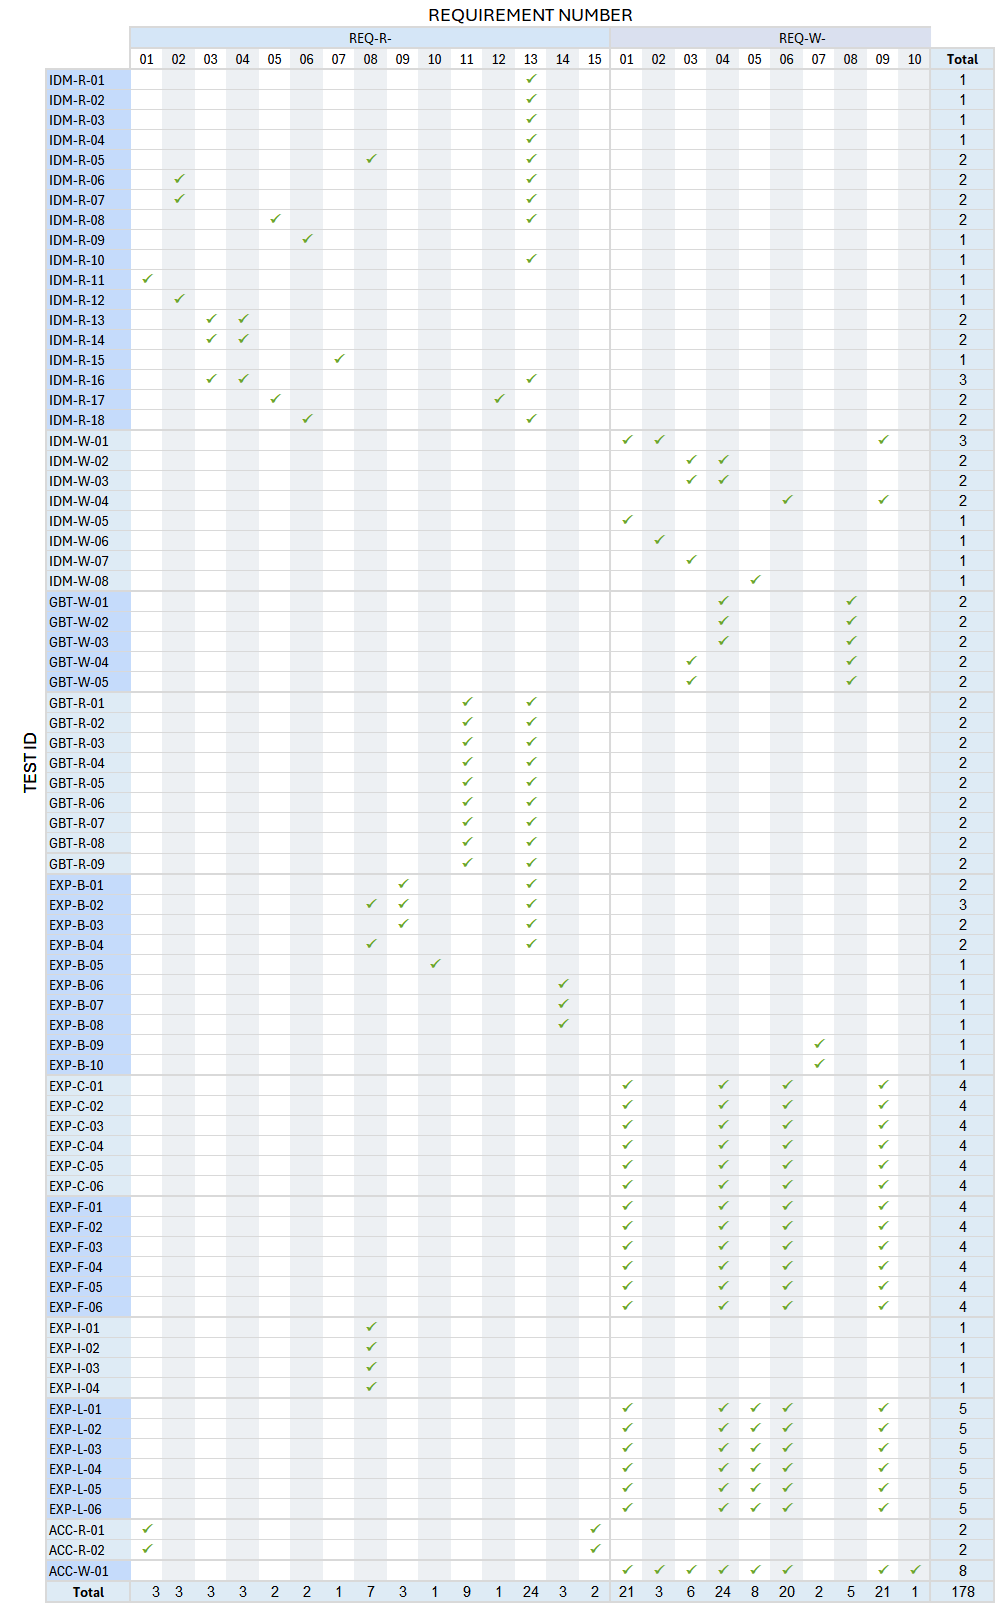 REQUIREMENT NUMBER
REQ-R- REQ-W-
01 02 03 04 05 06 07 08 09 10 11 12 13 14 15 01 02 03 04 05 06 07 08 09 10 Total
TEST ID
IDM-R-01 ✓ 1
IDM-R-02 ✓ 1
IDM-R-03 ✓ 1
IDM-R-04 ✓ 1
IDM-R-05 ✓ ✓ 2
IDM-R-06 ✓ ✓ 2
IDM-R-07 ✓ ✓ 2
IDM-R-08 ✓ ✓ 2
IDM-R-09 ✓ 1
IDM-R-10 ✓ 1
IDM-R-11 ✓ 1
IDM-R-12 ✓ 1
IDM-R-13 ✓ ✓ 2
IDM-R-14 ✓ ✓ 2
IDM-R-15 ✓ 1
IDM-R-16 ✓ ✓ ✓ 3
IDM-R-17 ✓ ✓ 2
IDM-R-18 ✓ ✓ 2
IDM-W-01 ✓ ✓ ✓ 3
IDM-W-02 ✓ ✓ 2
IDM-W-03 ✓ ✓ 2
IDM-W-04 ✓ ✓ 2
IDM-W-05 ✓ 1
IDM-W-06 ✓ 1
IDM-W-07 ✓ 1
IDM-W-08 ✓ 1
GBT-W-01 ✓ ✓ 2
GBT-W-02 ✓ ✓ 2
GBT-W-03 ✓ ✓ 2
GBT-W-04 ✓ ✓ 2
GBT-W-05 ✓ ✓ 2
GBT-R-01 ✓ ✓ 2
GBT-R-02 ✓ ✓ 2
GBT-R-03 ✓ ✓ 2
GBT-R-04 ✓ ✓ 2
GBT-R-05 ✓ ✓ 2
GBT-R-06 ✓ ✓ 2
GBT-R-07 ✓ ✓ 2
GBT-R-08 ✓ ✓ 2
GBT-R-09 ✓ ✓ 2
EXP-B-01 ✓ ✓ 2
EXP-B-02 ✓ ✓ ✓ 3
EXP-B-03 ✓ ✓ 2
EXP-B-04 ✓ ✓ 2
EXP-B-05 ✓ 1
EXP-B-06 ✓ 1
EXP-B-07 ✓ 1
EXP-B-08 ✓ 1
EXP-B-09 ✓ 1
EXP-B-10 ✓ 1
EXP-C-01 ✓ ✓ ✓ ✓ 4
EXP-C-02 ✓ ✓ ✓ ✓ 4
EXP-C-03 ✓ ✓ ✓ ✓ 4
EXP-C-04 ✓ ✓ ✓ ✓ 4
EXP-C-05 ✓ ✓ ✓ ✓ 4
EXP-C-06 ✓ ✓ ✓ ✓ 4
EXP-F-01 ✓ ✓ ✓ ✓ 4
EXP-F-02 ✓ ✓ ✓ ✓ 4
EXP-F-03 ✓ ✓ ✓ ✓ 4
EXP-F-04 ✓ ✓ ✓ ✓ 4
EXP-F-05 ✓ ✓ ✓ ✓ 4
EXP-F-06 ✓ ✓ ✓ ✓ 4
EXP-I-01 ✓ 1
EXP-I-02 ✓ 1
EXP-I-03 ✓ 1
EXP-I-04 ✓ 1
EXP-L-01 ✓ ✓ ✓ ✓ ✓ 5
EXP-L-02 ✓ ✓ ✓ ✓ ✓ 5
EXP-L-03 ✓ ✓ ✓ ✓ ✓ 5
EXP-L-04 ✓ ✓ ✓ ✓ ✓ 5
EXP-L-05 ✓ ✓ ✓ ✓ ✓ 5
EXP-L-06 ✓ ✓ ✓ ✓ ✓ 5
ACC-R-01 ✓ ✓ 2
ACC-R-02 ✓ ✓ 2
ACC-W-01 ✓ ✓ ✓ ✓ ✓ ✓ ✓ ✓ 8
Total 3 3 3 3 2 2 1 7 3 1 9 1 24 3 2 21 3 6 24 8 20 2 5 21 1 178